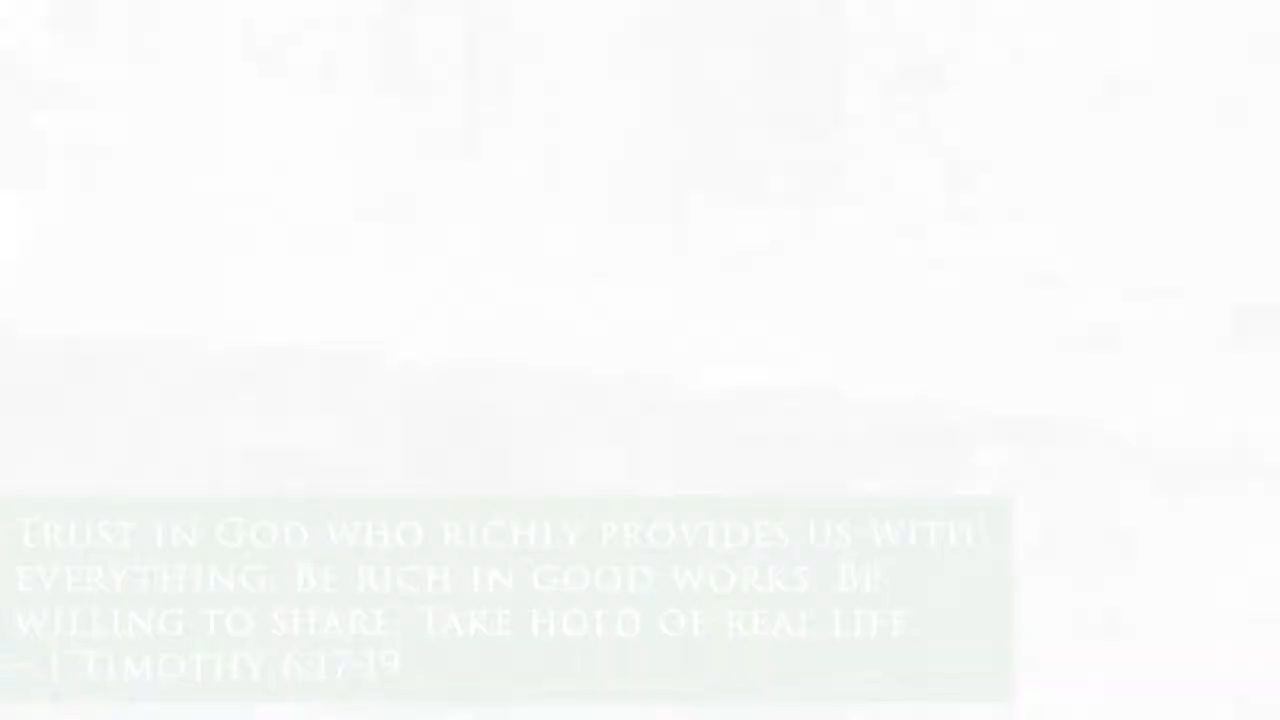 Trust in God who richly provides us with
everything. Be rich in good works. Be
willing to share. Take hold of real life.
– 1 Timothy 6:17-19